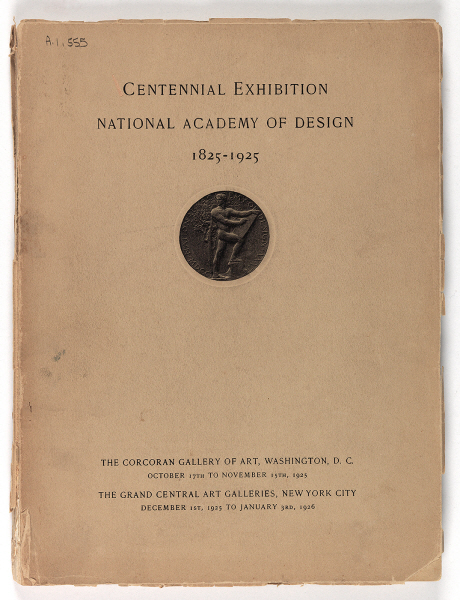 A.1.555
CENTENNIAL EXHIBITION
NATIONAL ACADEMY OF DESIGN
1825-1925
THE CORCORAN GALLERY OF ART, WASHINGTON, D. C.
OCTOBER 17TH TO NOVEMBER 15TH, 1925
THE GRAND CENTRAL ART GALLERIES, NEW YORK CITY
DECEMBER 1ST, 1925 TO JANUARY 3RD, 1926